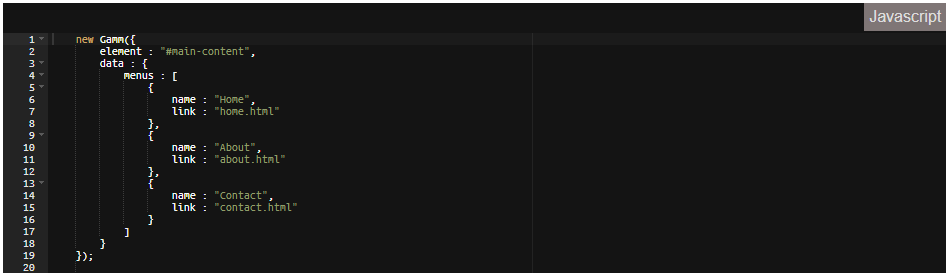 Javascript
1 new Gamm({
2 element : "#main-content",
3 data : {
4 menus : [
5 {
6 name : "Home",
7 link : "home.html"
8 },
9 {
10 name : "About",
11 link : "about.html"
12 },
13 {
14 name : "Contact",
15 link : "contact.html"
16 }
17 ]
18 }
19 });
20